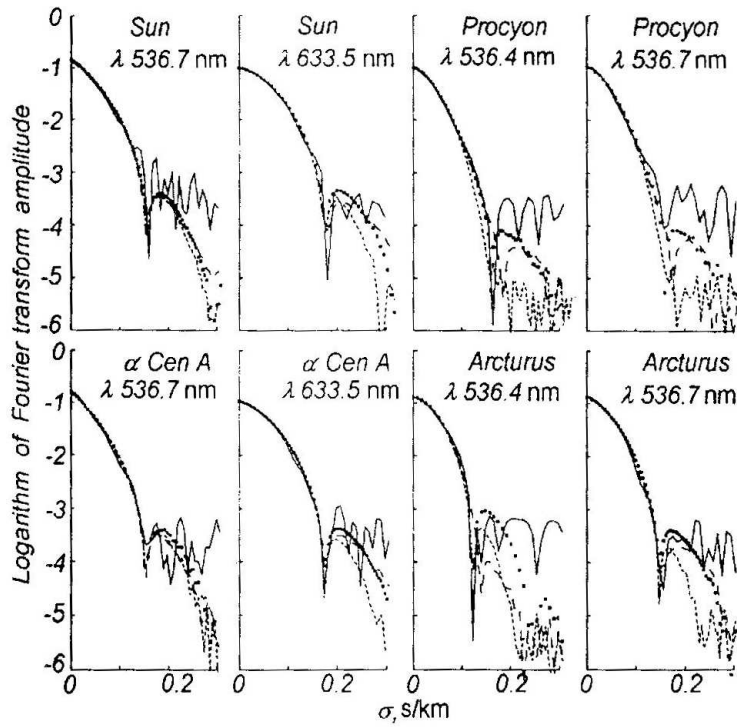 Sun
λ 536.7 nm
Sun
λ 633.5 nm
Procyon
λ 536.4 nm
Procyon
λ 536.7 nm
0
-1
-2
-3
-4
-5
-6
α Cen A
λ 536.7 nm
α Cen A
λ 633.5 nm
Arcturus
λ 536.4 nm
Arcturus
λ 536.7 nm
0
-1
-2
-3
-4
-5
-6
0
0.2
0
0.2
0
0.2
0
0.2
σ, s/km
Logarithm of Fourier transform amplitude